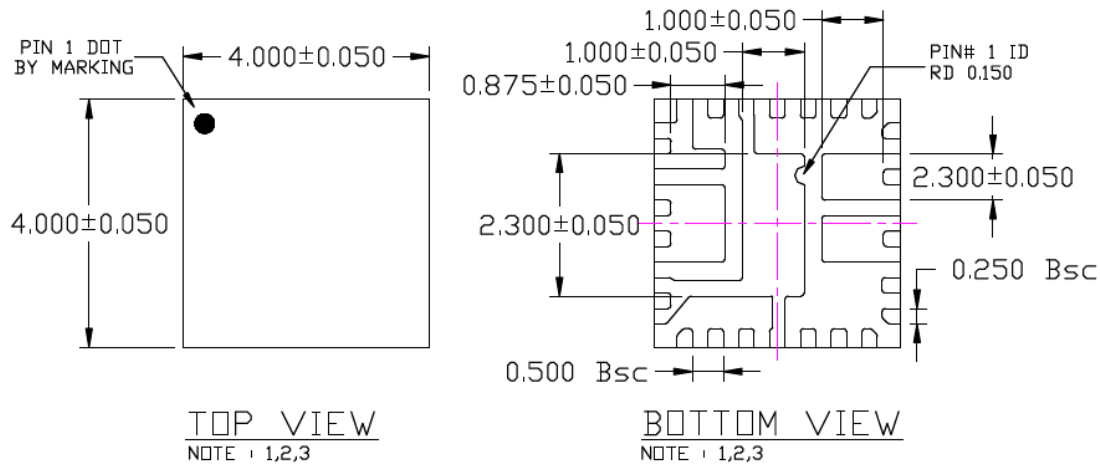 PIN 1 DOT
BY MARKING
4.000±0.050
4.000±0.050
TOP VIEW
NOTE : 1,2,3
1.000±0.050
1.000±0.050
0.875±0.050
PIN# 1 ID
RD 0.150
2.300±0.050
2.300±0.050
0.250 Bsc
0.500 Bsc
BOTTOM VIEW
NOTE : 1,2,3